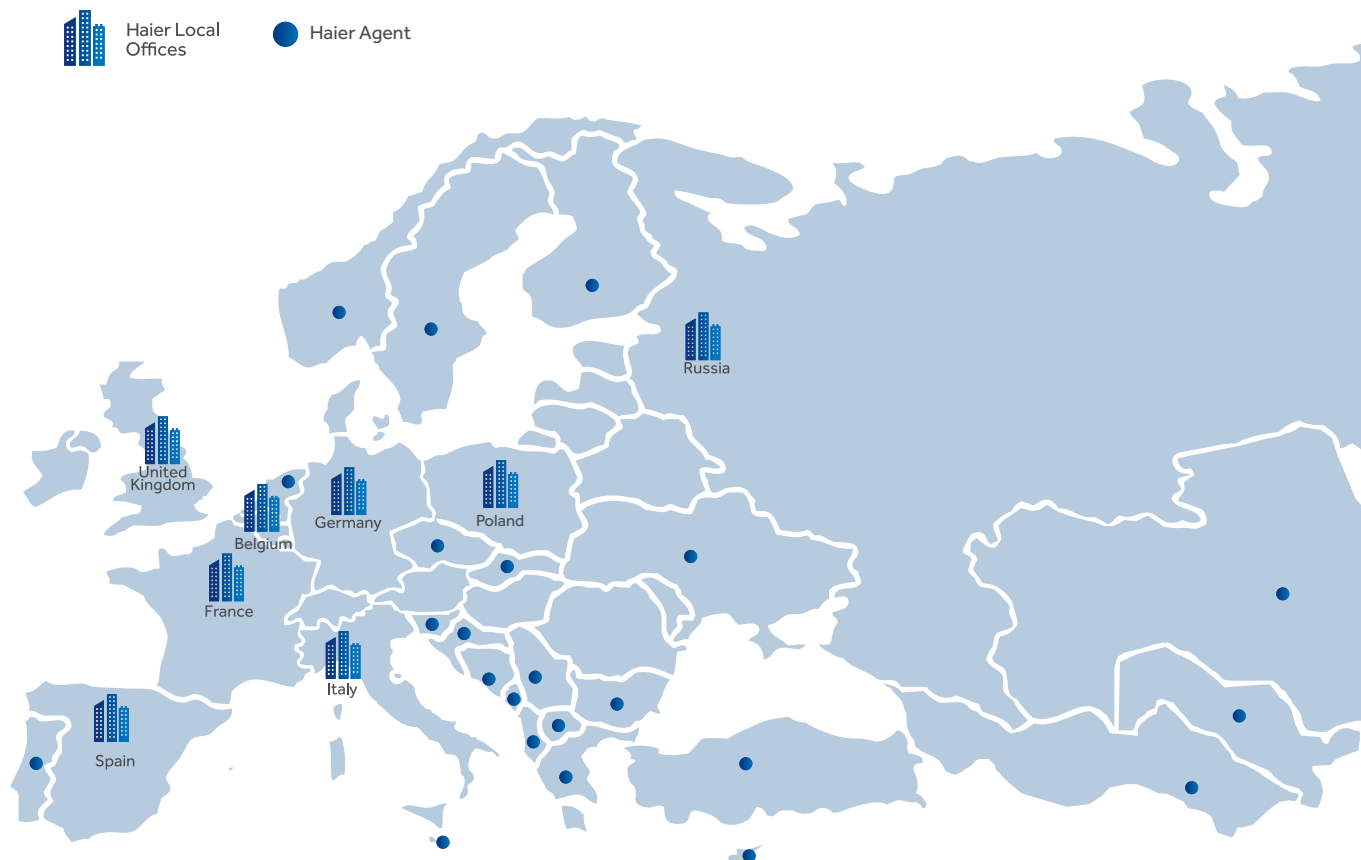 Haier Local
Offices
Haier Agent
Russia
United
Kingdom
Germany
Poland
Belgium
France
Italy
Spain